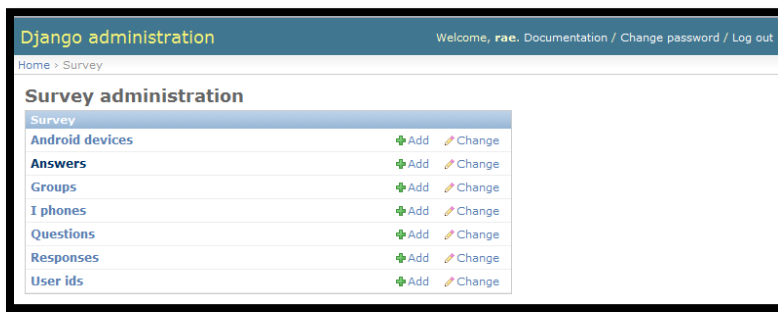 Django administration Welcome, rae. Documentation / Change password / Log out
Home › Survey
Survey administration
Survey
Android devices Add Change
Answers Add Change
Groups Add Change
I phones Add Change
Questions Add Change
Responses Add Change
User ids Add Change